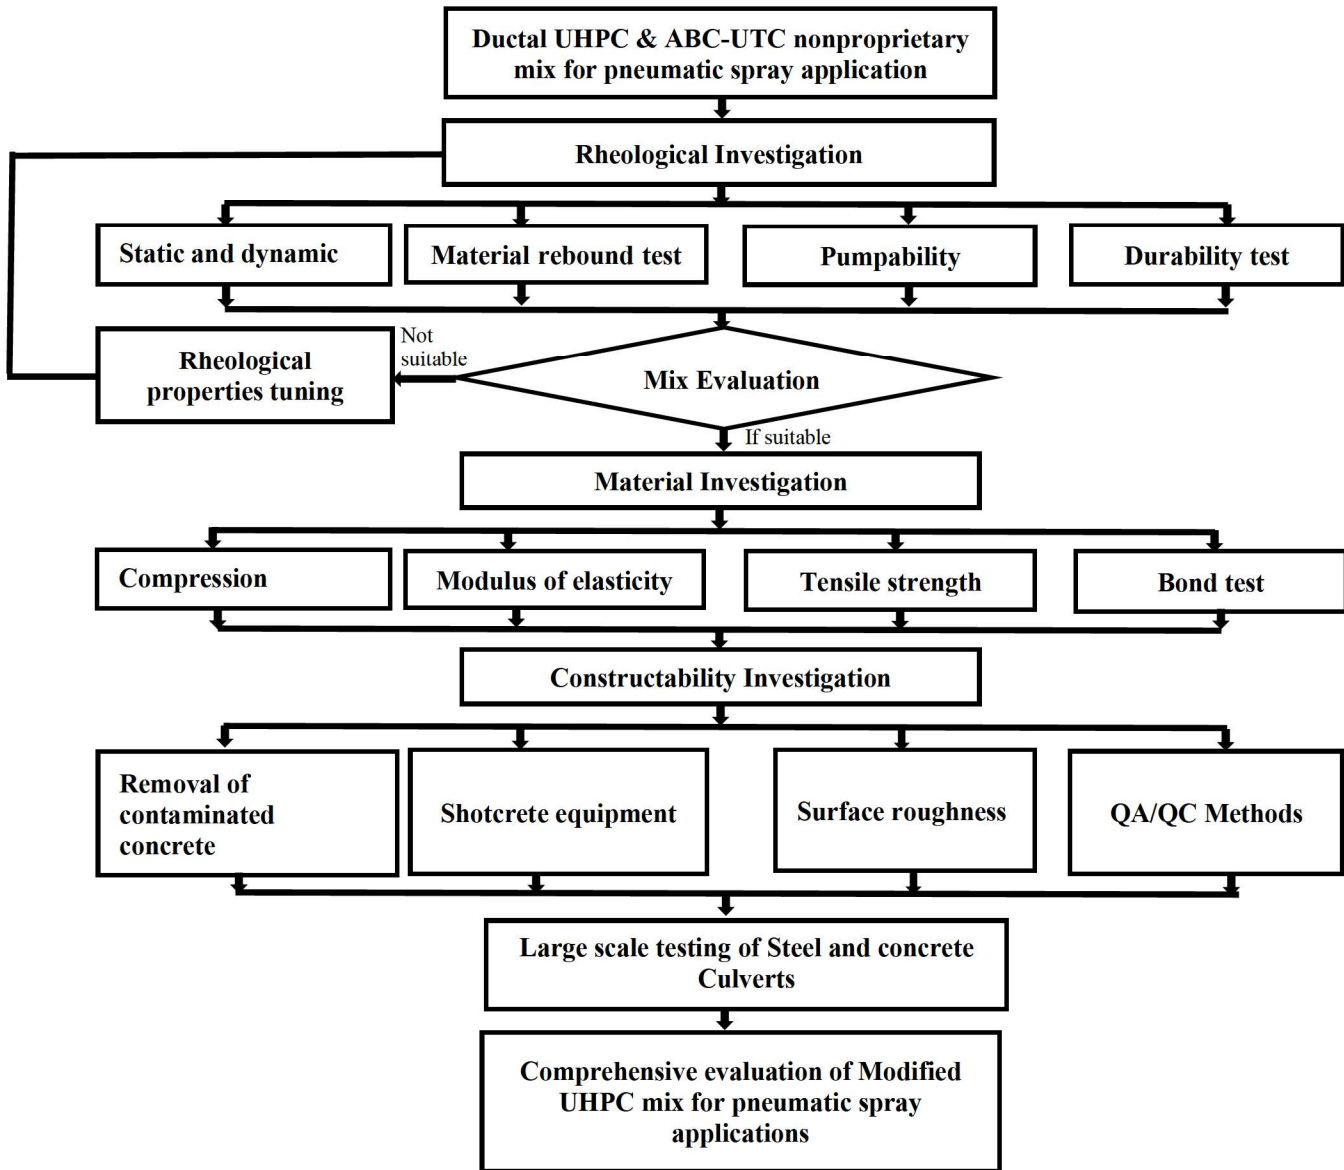 Ductal UHPC & ABC-UTC nonproprietary
mix for pneumatic spray application
Rheological Investigation
Static and dynamic
Material rebound test
Pumpability
Durability test
Not
suitable
Rheological
properties tuning
Mix Evaluation
If suitable
Material Investigation
Compression
Modulus of elasticity
Tensile strength
Bond test
Constructability Investigation
Removal of
contaminated
concrete
Shotcrete equipment
Surface roughness
QA/QC Methods
Large scale testing of Steel and concrete
Culverts
Comprehensive evaluation of Modified
UHPC mix for pneumatic spray
applications